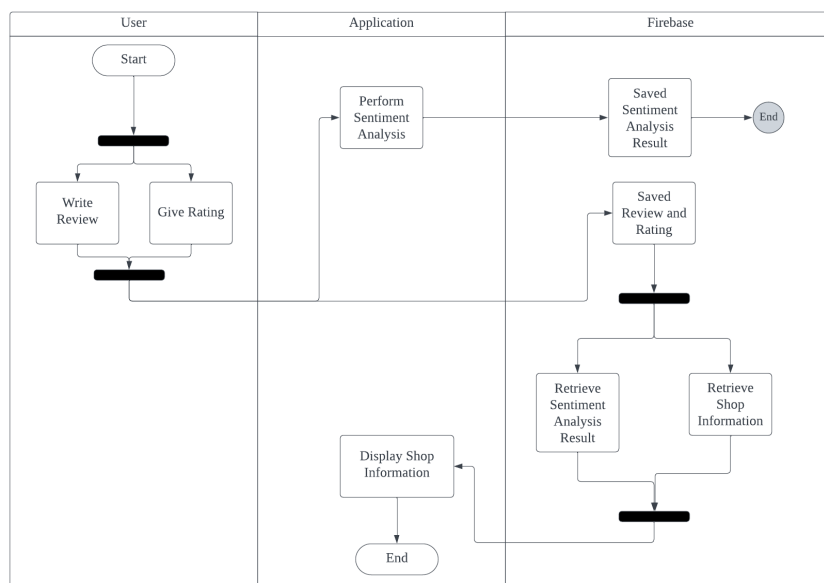 User
Application
Firebase
Start
Perform
Sentiment
Analysis
Saved
Sentiment
Analysis
Result
End
Write
Review
Give Rating
Saved
Review and
Rating
Retrieve
Sentiment
Analysis
Result
Retrieve
Shop
Information
Display Shop
Information
End